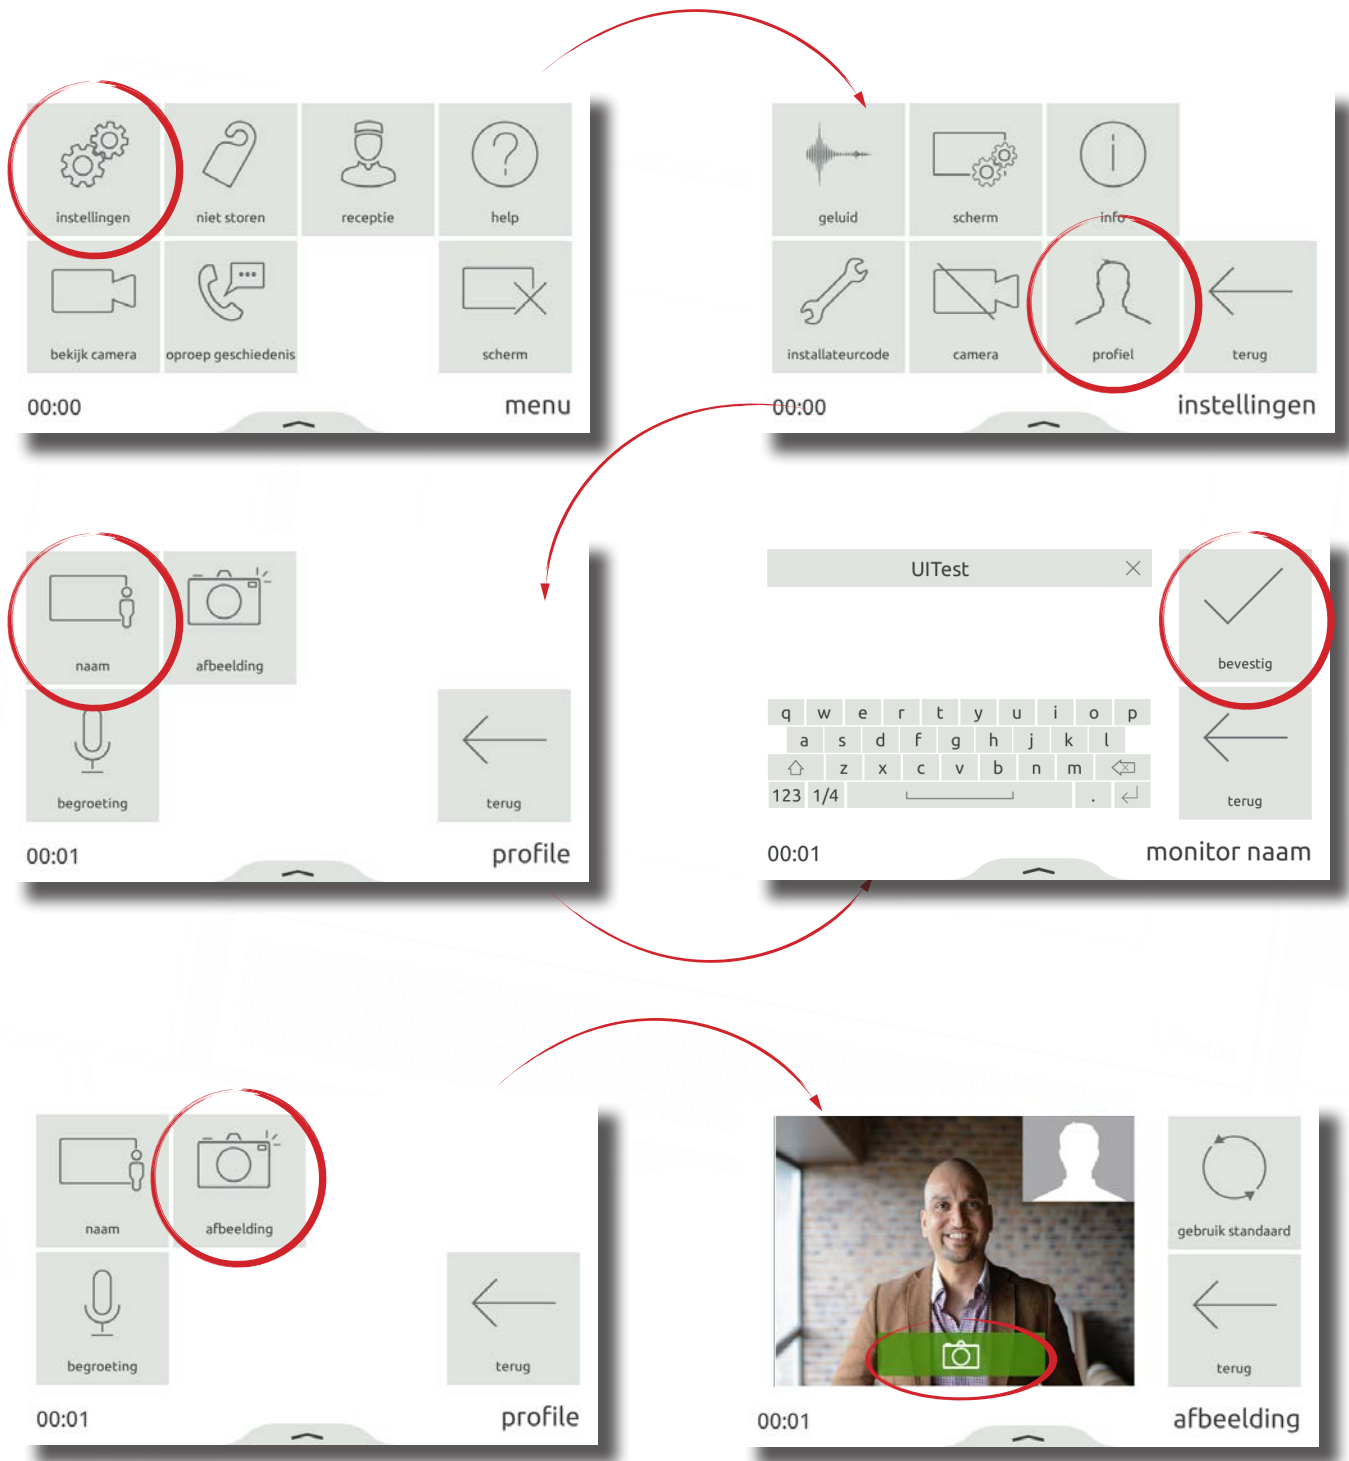 instellingen niet storen receptie help
bekijk camera oproep geschiedenis scherm
00:00 menu
geluid scherm info
installateurcode camera profiel terug
00:00 instellingen
naam afbeelding
begroeting terug
00:01 profile
UITest
bevestig
q w e r t y u i o p
a s d f g h j k l
z x c v b n m
123 1/4 .
terug
00:01 monitor naam
naam afbeelding
begroeting terug
00:01 profile
gebruik standaard
terug
00:01 afbeelding